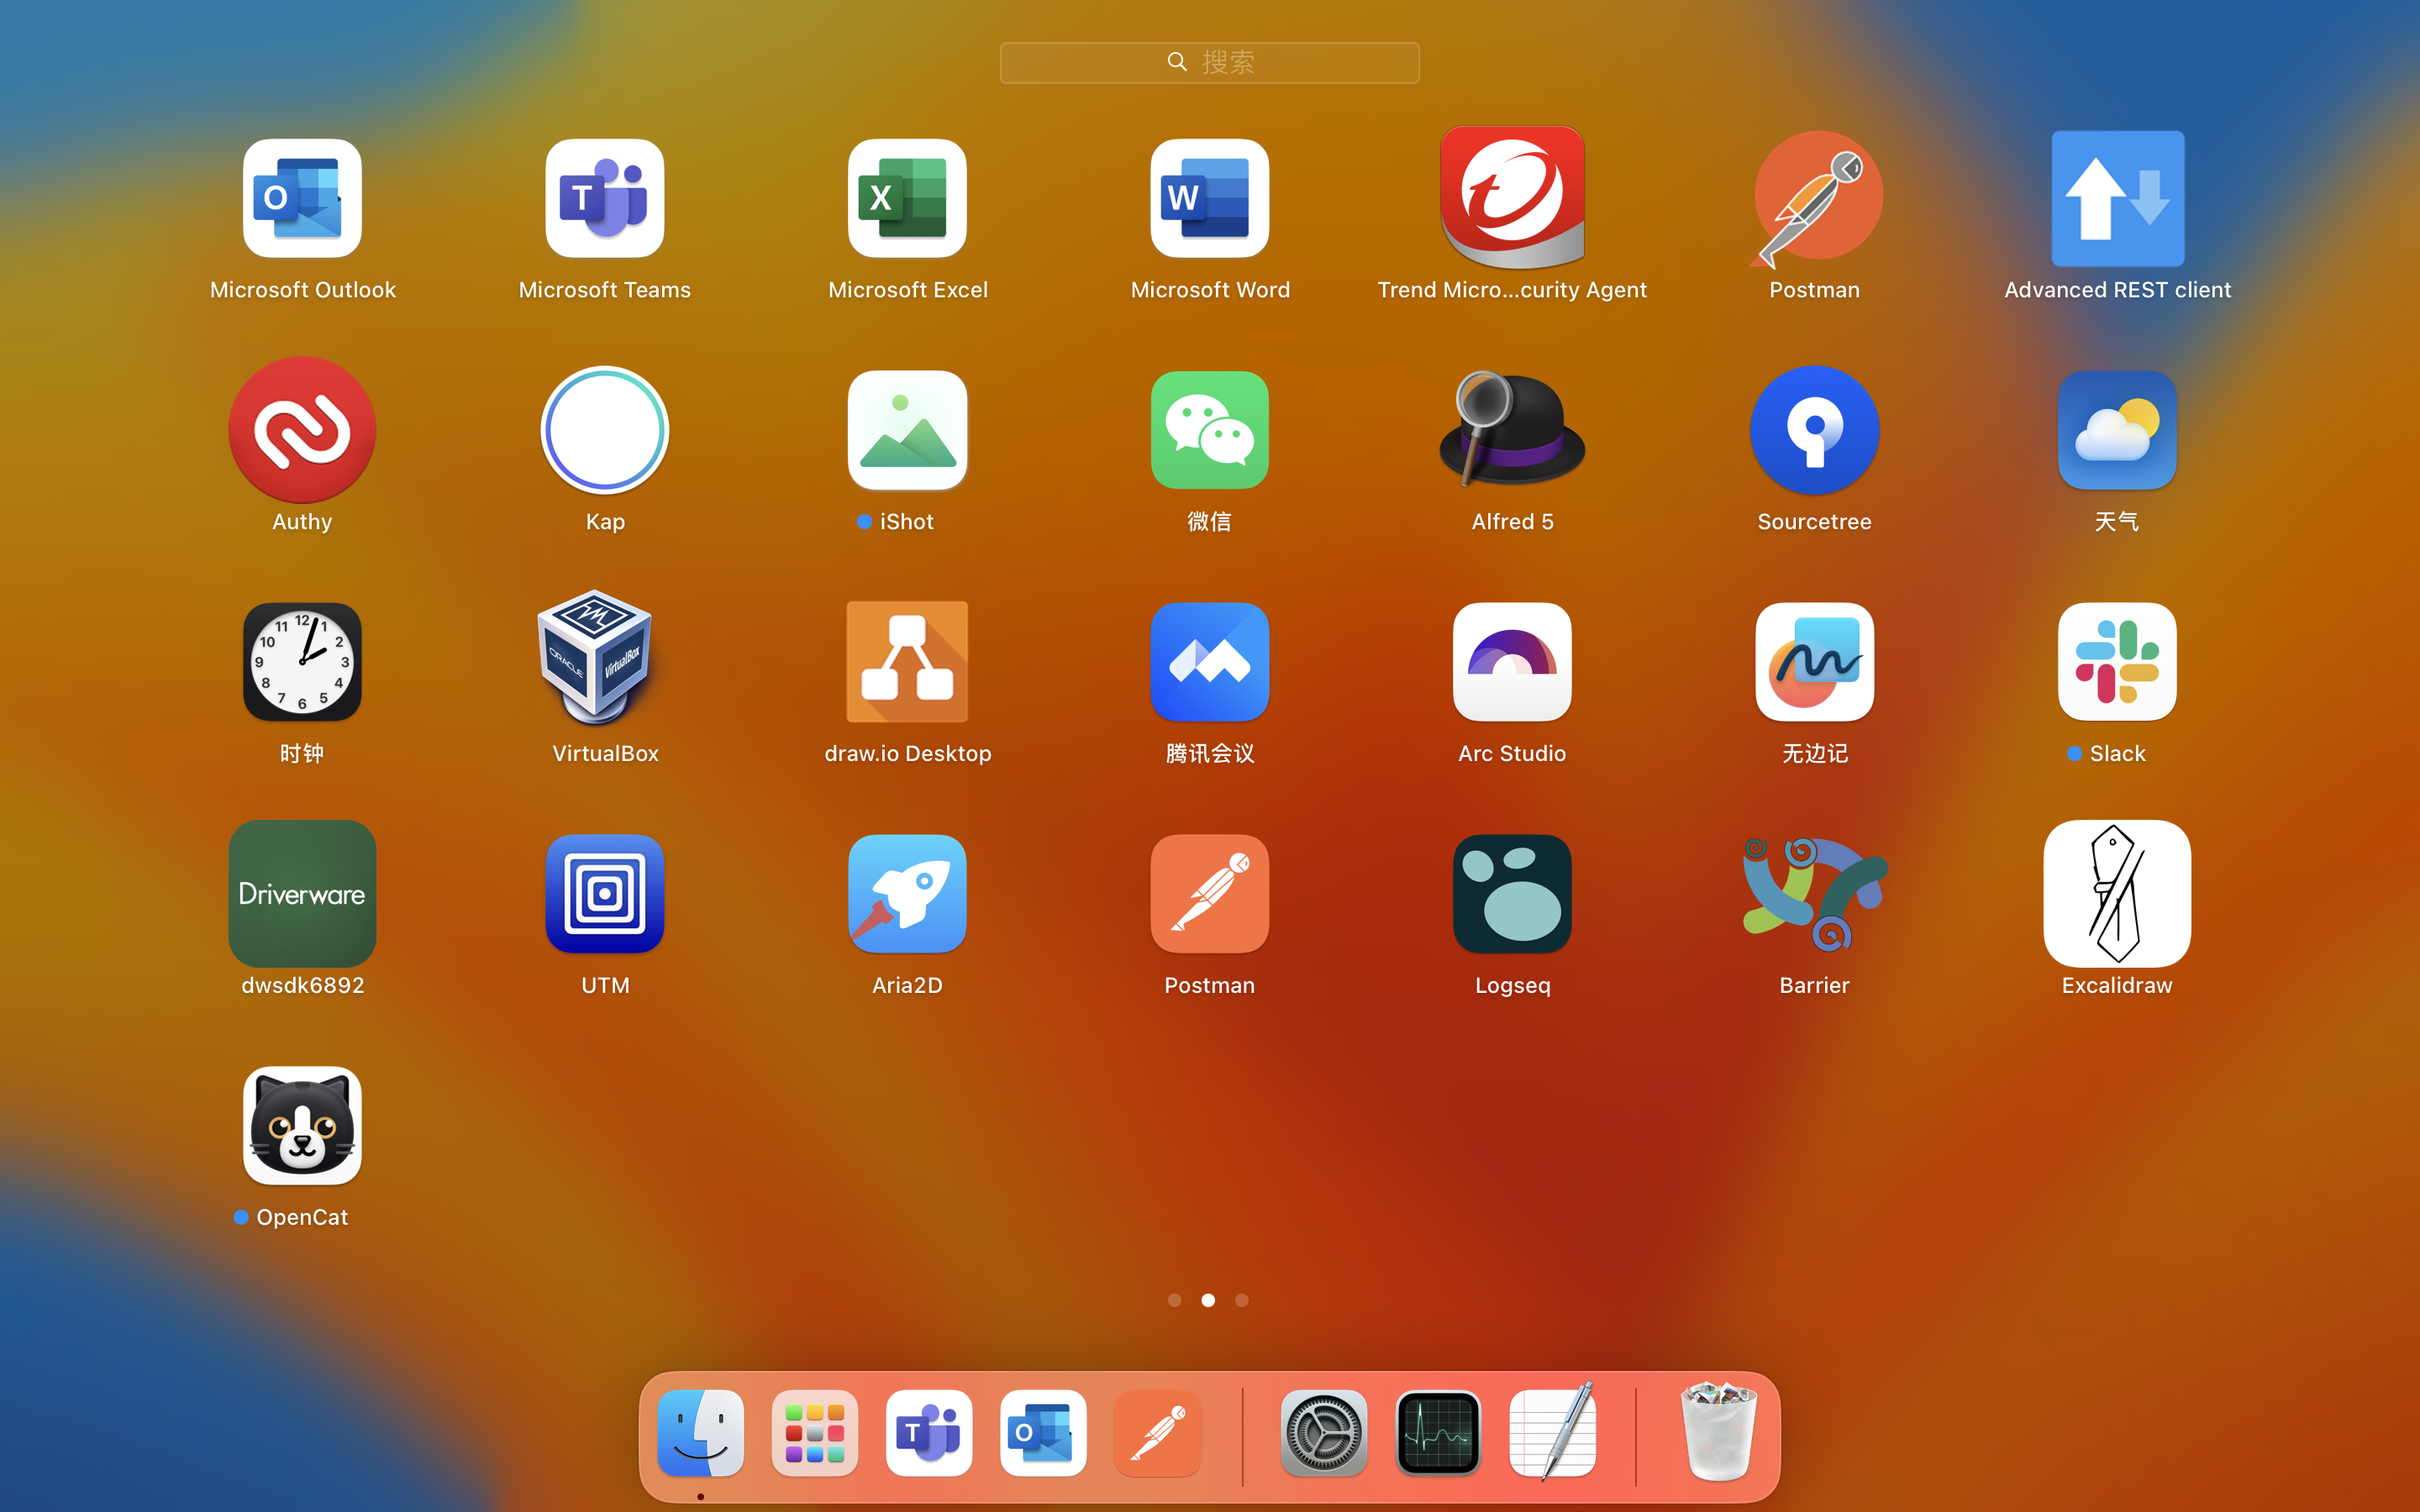 搜索
Microsoft Outlook
Microsoft Teams
Microsoft Excel
Microsoft Word
Trend Micro...curity Agent
Postman
Advanced REST client
Authy
Kap
iShot
微信
Alfred 5
Sourcetree
天气
时钟
VirtualBox
draw.io Desktop
腾讯会议
Arc Studio
无边记
Slack
Driverware
dwsdk6892
UTM
Aria2D
Postman
Logseq
Barrier
Excalidraw
OpenCat